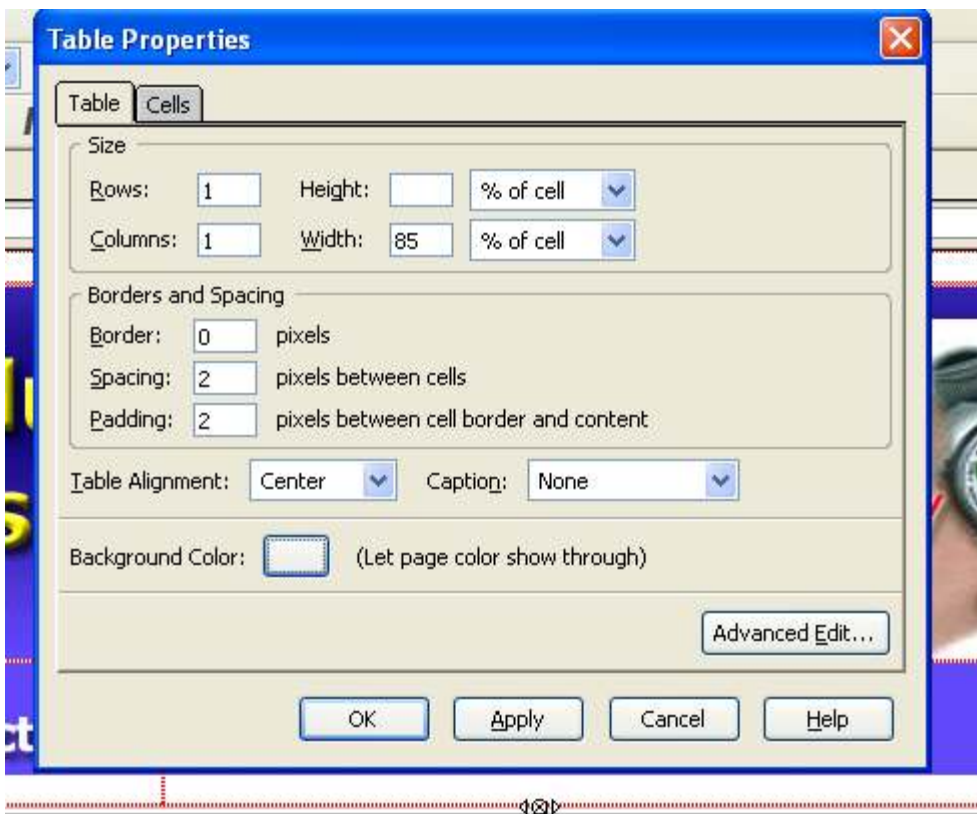 Table Properties
Table Cells
Size
Rows: 1 Height: % of cell
Columns: 1 Width: 85 % of cell
Borders and Spacing
Border: 0 pixels
Spacing: 2 pixels between cells
Padding: 2 pixels between cell border and content
Table Alignment: Center Caption: None
Background Color: (Let page color show through)
Advanced Edit...
OK Apply Cancel Help
ct